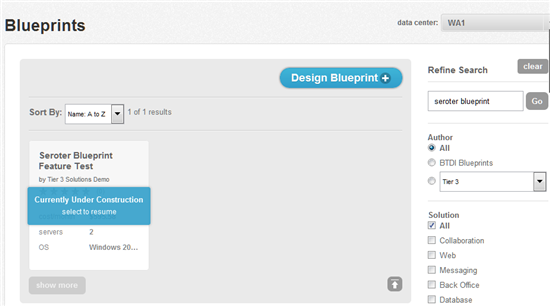 Blueprints
data center: WA1
Design Blueprint
Sort By: Name: A to Z 1 of 1 results
Seroter Blueprint
Feature Test
by Tier 3 Solutions Demo
Currently Under Construction
select to resume
servers 2
OS Windows 20...
show more
Refine Search clear
seroter blueprint Go
Author
All
BTDI Blueprints
Tier 3
Solution
All
Collaboration
Web
Messaging
Back Office
Database